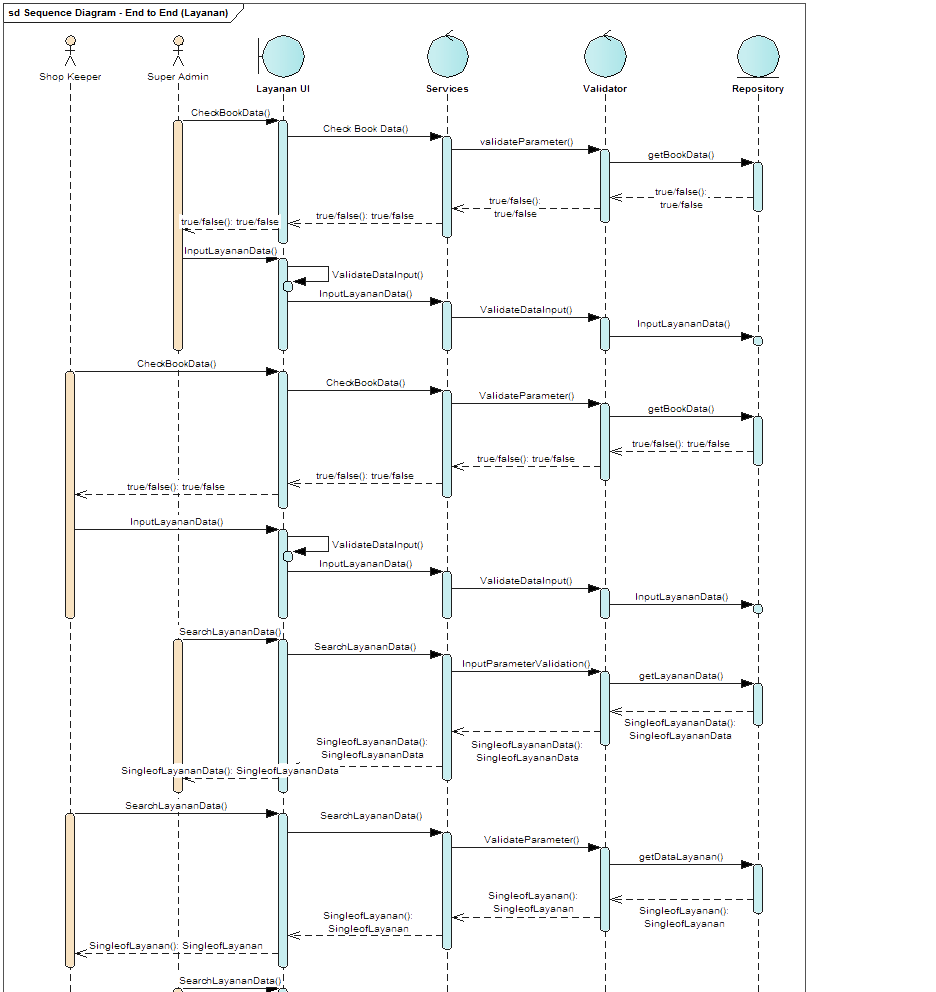 sd Sequence Diagram - End to End (Layanan)
Shop Keeper
Super Admin
Layanan UI
Services
Validator
Repository
CheckBookData()
Check Book Data()
validateParameter()
getBookData()
true/false():
true/false
true/false():
true/false
true/false(): true/false
true/false(): true/false
InputLayananData()
ValidateDataInput()
InputLayananData()
ValidateDataInput()
InputLayananData()
CheckBookData()
CheckBookData()
ValidateParameter()
getBookData()
true/false(): true/false
true/false(): true/false
true/false(): true/false
true/false(): true/false
InputLayananData()
ValidateDataInput()
InputLayananData()
ValidateDataInput()
InputLayananData()
SearchLayananData()
SearchLayananData()
InputParameterValidation()
getLayananData()
SingleofLayananData():
SingleofLayananData
SingleofLayananData():
SingleofLayananData
SingleofLayananData():
SingleofLayananData
SingleofLayananData(): SingleofLayananData
SearchLayananData()
SearchLayananData()
ValidateParameter()
getDataLayanan()
SingleofLayanan():
SingleofLayanan
SingleofLayanan():
SingleofLayanan
SingleofLayanan():
SingleofLayanan
SingleofLayanan(): SingleofLayanan
SearchLayananData()